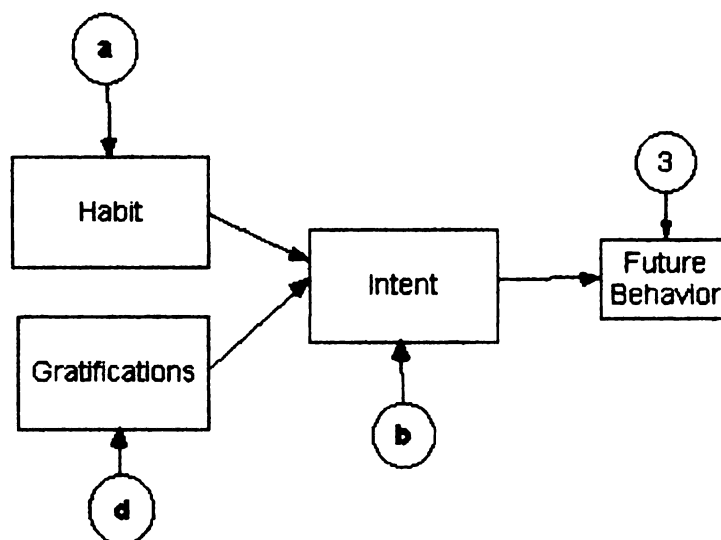 a
Habit
3
Intent
Future
Behavior
Gratifications
b
d